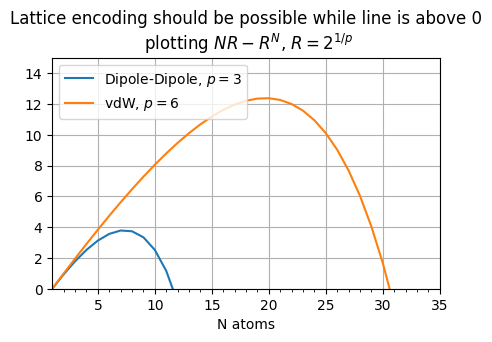 Lattice encoding should be possible while line is above 0
plotting $NR - R^N$, $R = 2^{1/p}$
Dipole-Dipole, $p = 3$
vdW, $p = 6$
14
12
10
8
6
4
2
0
5 10 15 20 25 30 35
N atoms